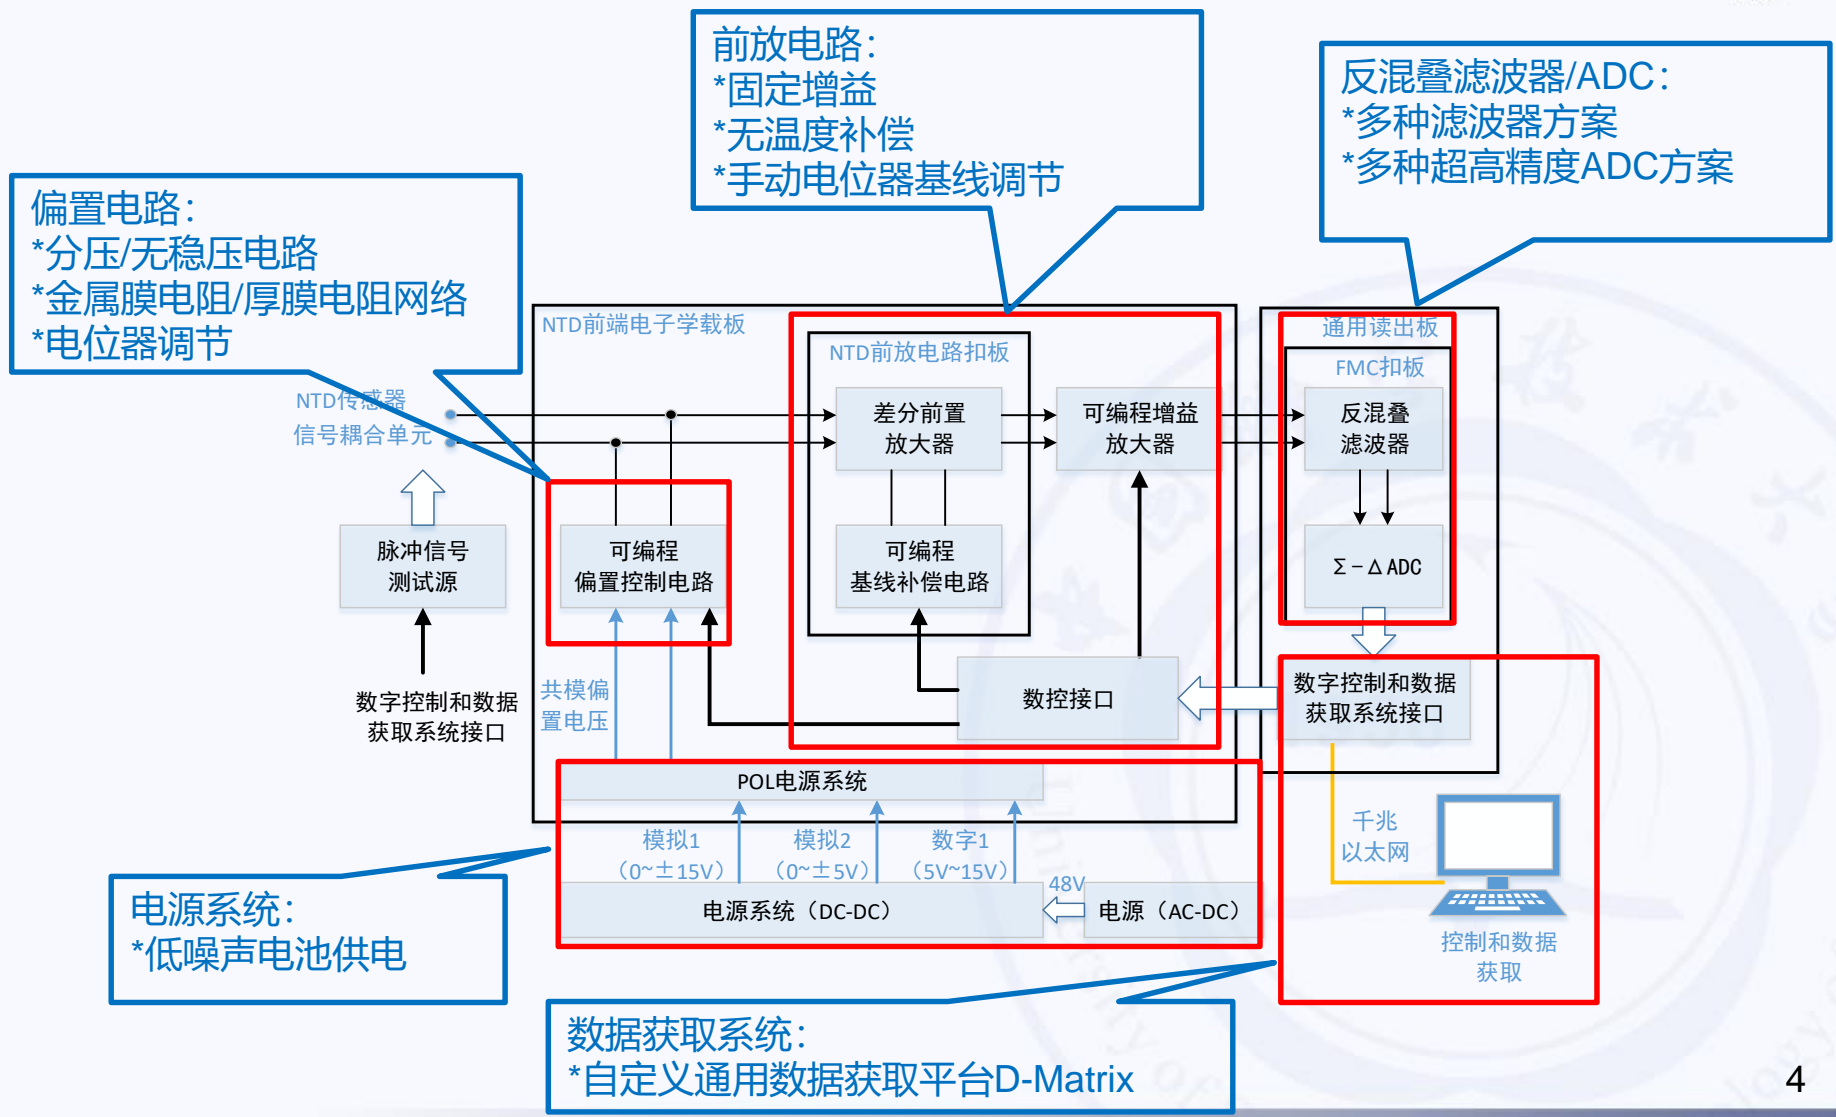 前放电路：
*固定增益
*无温度补偿
*手动电位器基线调节
反混叠滤波器/ADC：
*多种滤波器方案
*多种超高精度ADC方案
偏置电路：
*分压/无稳压电路
*金属膜电阻/厚膜电阻网络
*电位器调节
NTD前端电子学载板
通用读出板
NTD前放电路扣板
FMC扣板
NTD传感器
信号耦合单元
差分前置
放大器
可编程增益
放大器
反混叠
滤波器
脉冲信号
测试源
可编程
偏置控制电路
可编程
基线补偿电路
Σ-Δ ADC
数字控制和数据
获取系统接口
共模偏
置电压
数控接口
数字控制和数据
获取系统接口
POL电源系统
模拟1
（0~±15V）
模拟2
（0~±5V）
数字1
（5V~15V）
千兆
以太网
电源系统（DC-DC）
48V
电源（AC-DC）
控制和数据
获取
电源系统：
*低噪声电池供电
数据获取系统：
*自定义通用数据获取平台D-Matrix
4